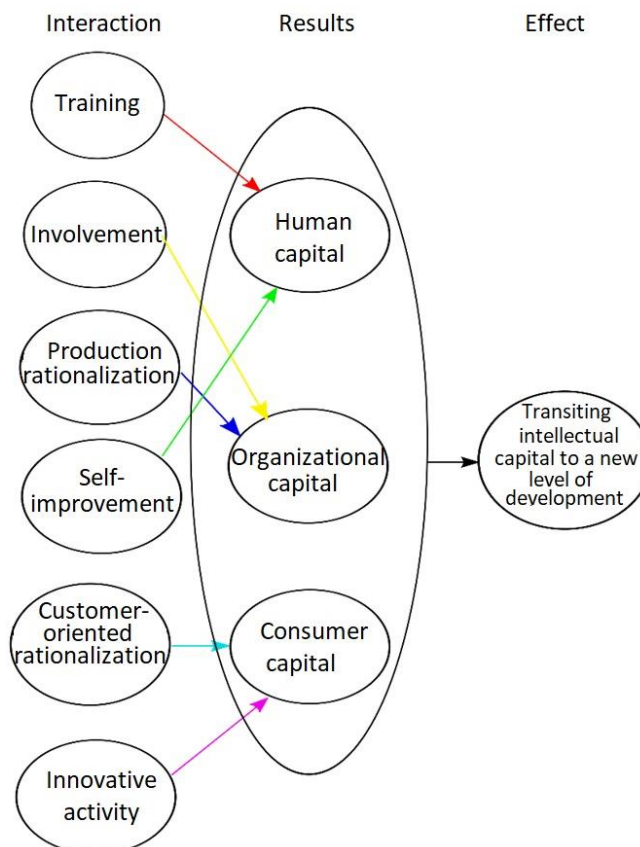 Interaction
Results
Effect
Training
Involvement
Production
rationalization
Self-
improvement
Customer-
oriented
rationalization
Innovative
activity
Human
capital
Organizational
capital
Consumer
capital
Transiting
intellectual
capital to a new
level of
development